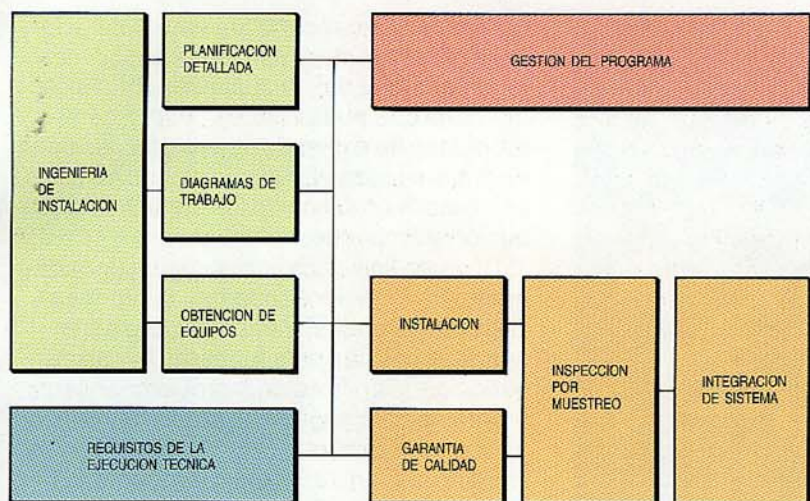 PLANIFICACION
DETALLADA
GESTION DEL PROGRAMA
INGENIERIA
DE
INSTALACION
DIAGRAMAS DE
TRABAJO
OBTENCION DE
EQUIPOS
INSTALACION
INSPECCION
POR
MUESTREO
INTEGRACION
DE SISTEMA
REQUISITOS DE LA
EJECUCION TECNICA
GARANTIA
DE CALIDAD